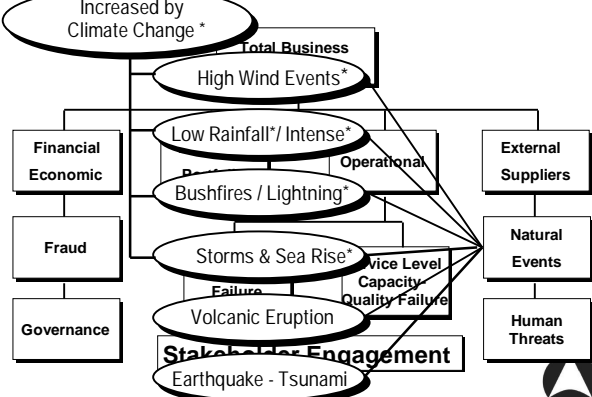 Increased by
Climate Change *
Total Business
High Wind Events*
Low Rainfall*/ Intense*
Financial
Economic
Operational
External
Suppliers
Bushfires / Lightning*
Fraud
Storms & Sea Rise*
Natural
Events
Level
Failure
Capacity-
Quality Failure
Volcanic Eruption
Governance
Human
Threats
Stakeholder Engagement
Earthquake - Tsunami